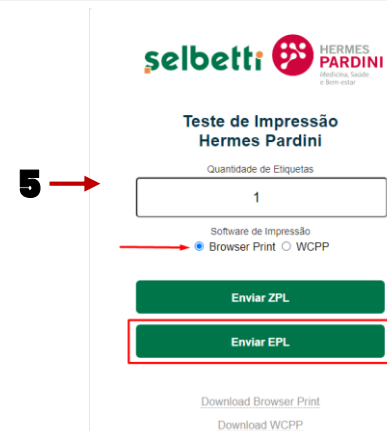 selbetti HERMES
PARDINI
Medicina, Saúde
e Bem-estar
Teste de Impressão
Hermes Pardini
Quantidade de Etiquetas
5
1
Software de Impressão
Browser Print WCPP
Enviar ZPL
Enviar EPL
Download Browser Print
Download WCPP